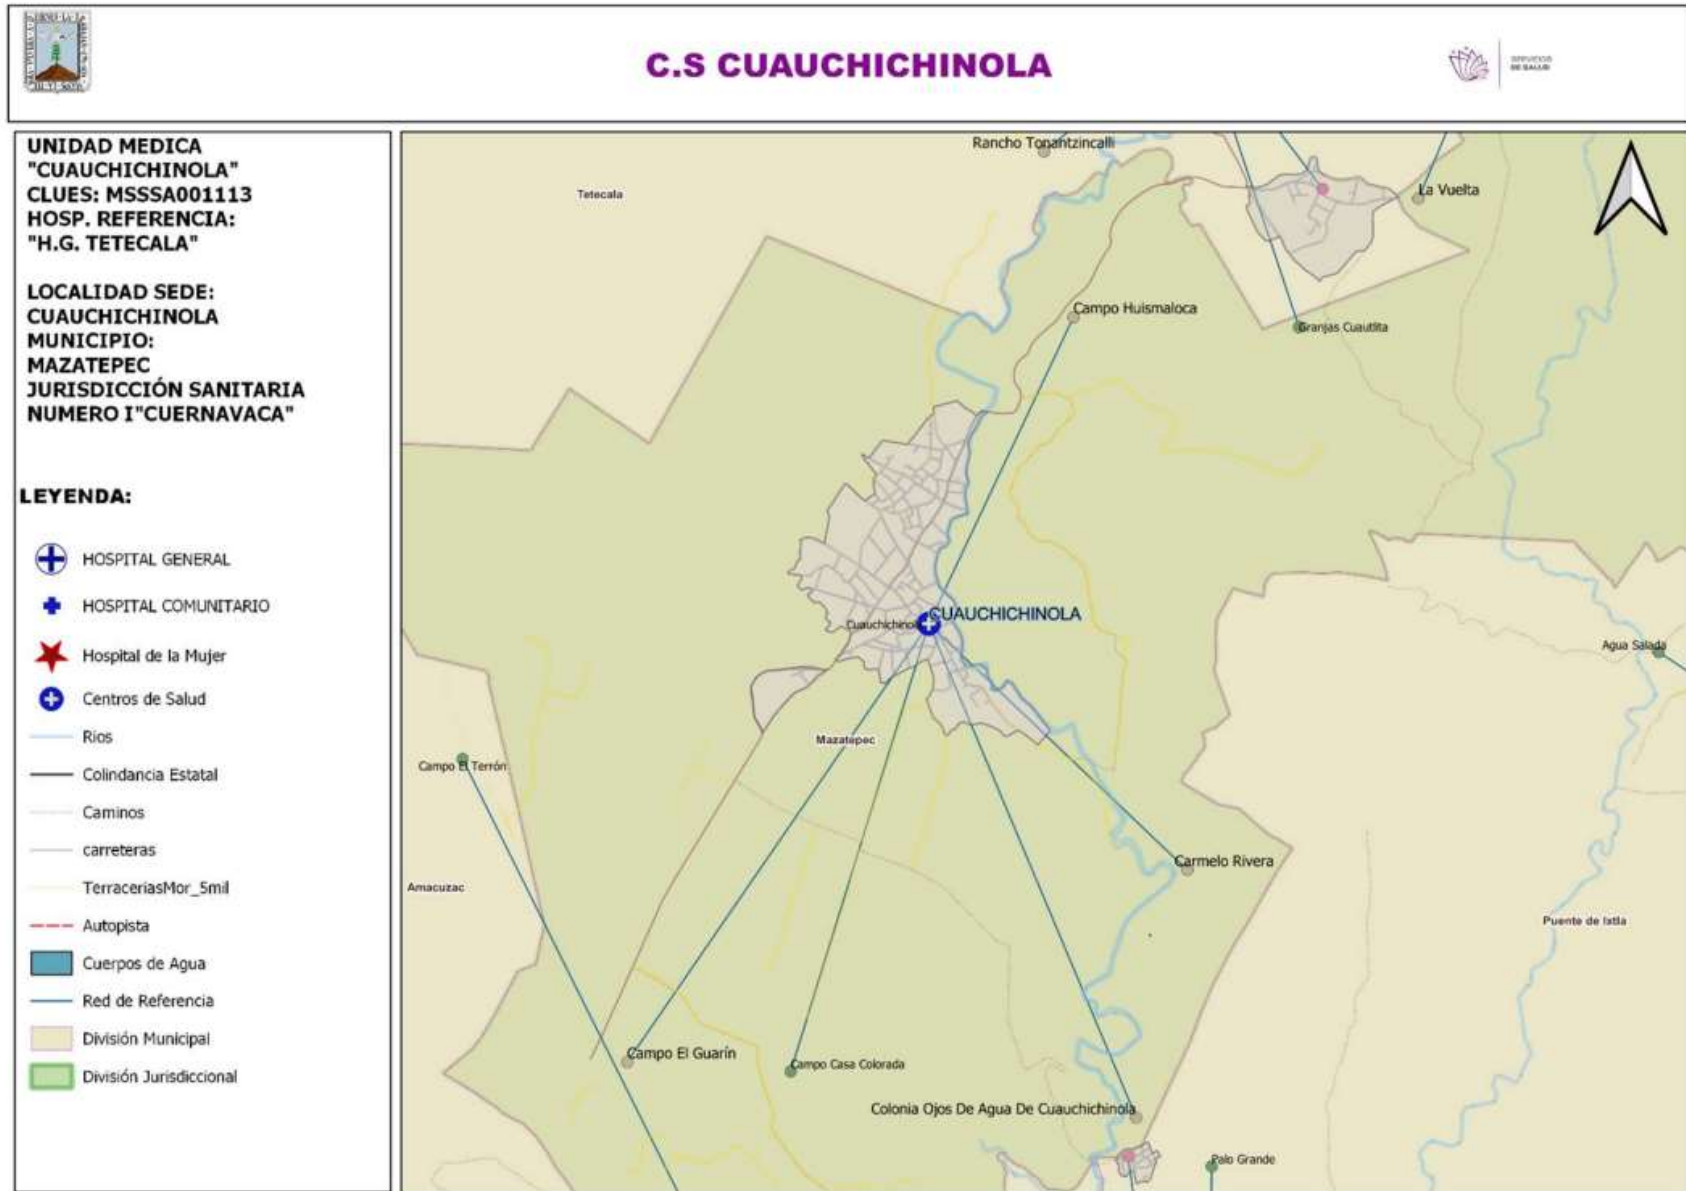 C.S CUAUCHICHINOLA
SERVICIOS
DE SALUD
UNIDAD MEDICA
"CUAUCHICHINOLA"
CLUES: MSSSA001113
HOSP. REFERENCIA:
"H.G. TETECALA"
LOCALIDAD SEDE:
CUAUCHICHINOLA
MUNICIPIO:
MAZATEPEC
JURISDICCIÓN SANITARIA
NUMERO I"CUERNAVACA"
LEYENDA:
HOSPITAL GENERAL
HOSPITAL COMUNITARIO
Hospital de la Mujer
Centros de Salud
Rios
Colindancia Estatal
Caminos
carreteras
TerraceriasMor_5mil
Autopista
Cuerpos de Agua
Red de Referencia
División Municipal
División Jurisdiccional
Rancho Tonantzincalli
Tetecala
La Vuelta
Campo Huismaloca
Granjas Cuautlita
CUAUCHICHINOLA
Cuauchichinola
Agua Salada
Mazatepec
Campo El Terrón
Carmelo Rivera
Amacuzac
Puente de Ixtla
Campo El Guarín
Campo Casa Colorada
Colonia Ojos De Agua De Cuauchichinola
Palo Grande